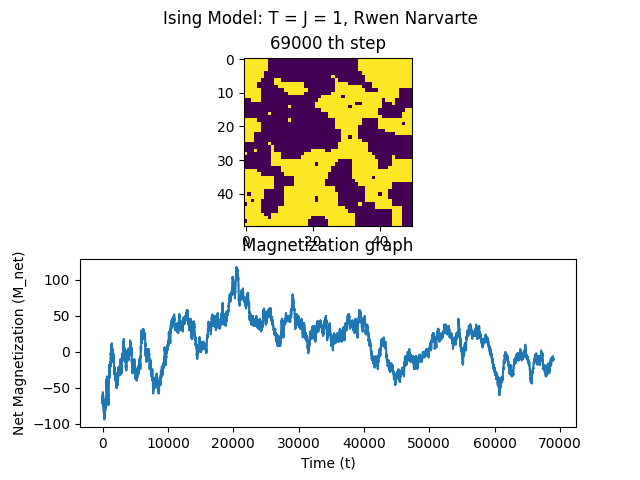 Ising Model: T = J = 1, Rwen Narvarte
69000 th step
0
10
20
30
40
0 20 40
Magnetization graph
Net Magnetization (M_net)
100
50
0
−50
−100
0 10000 20000 30000 40000 50000 60000 70000
Time (t)